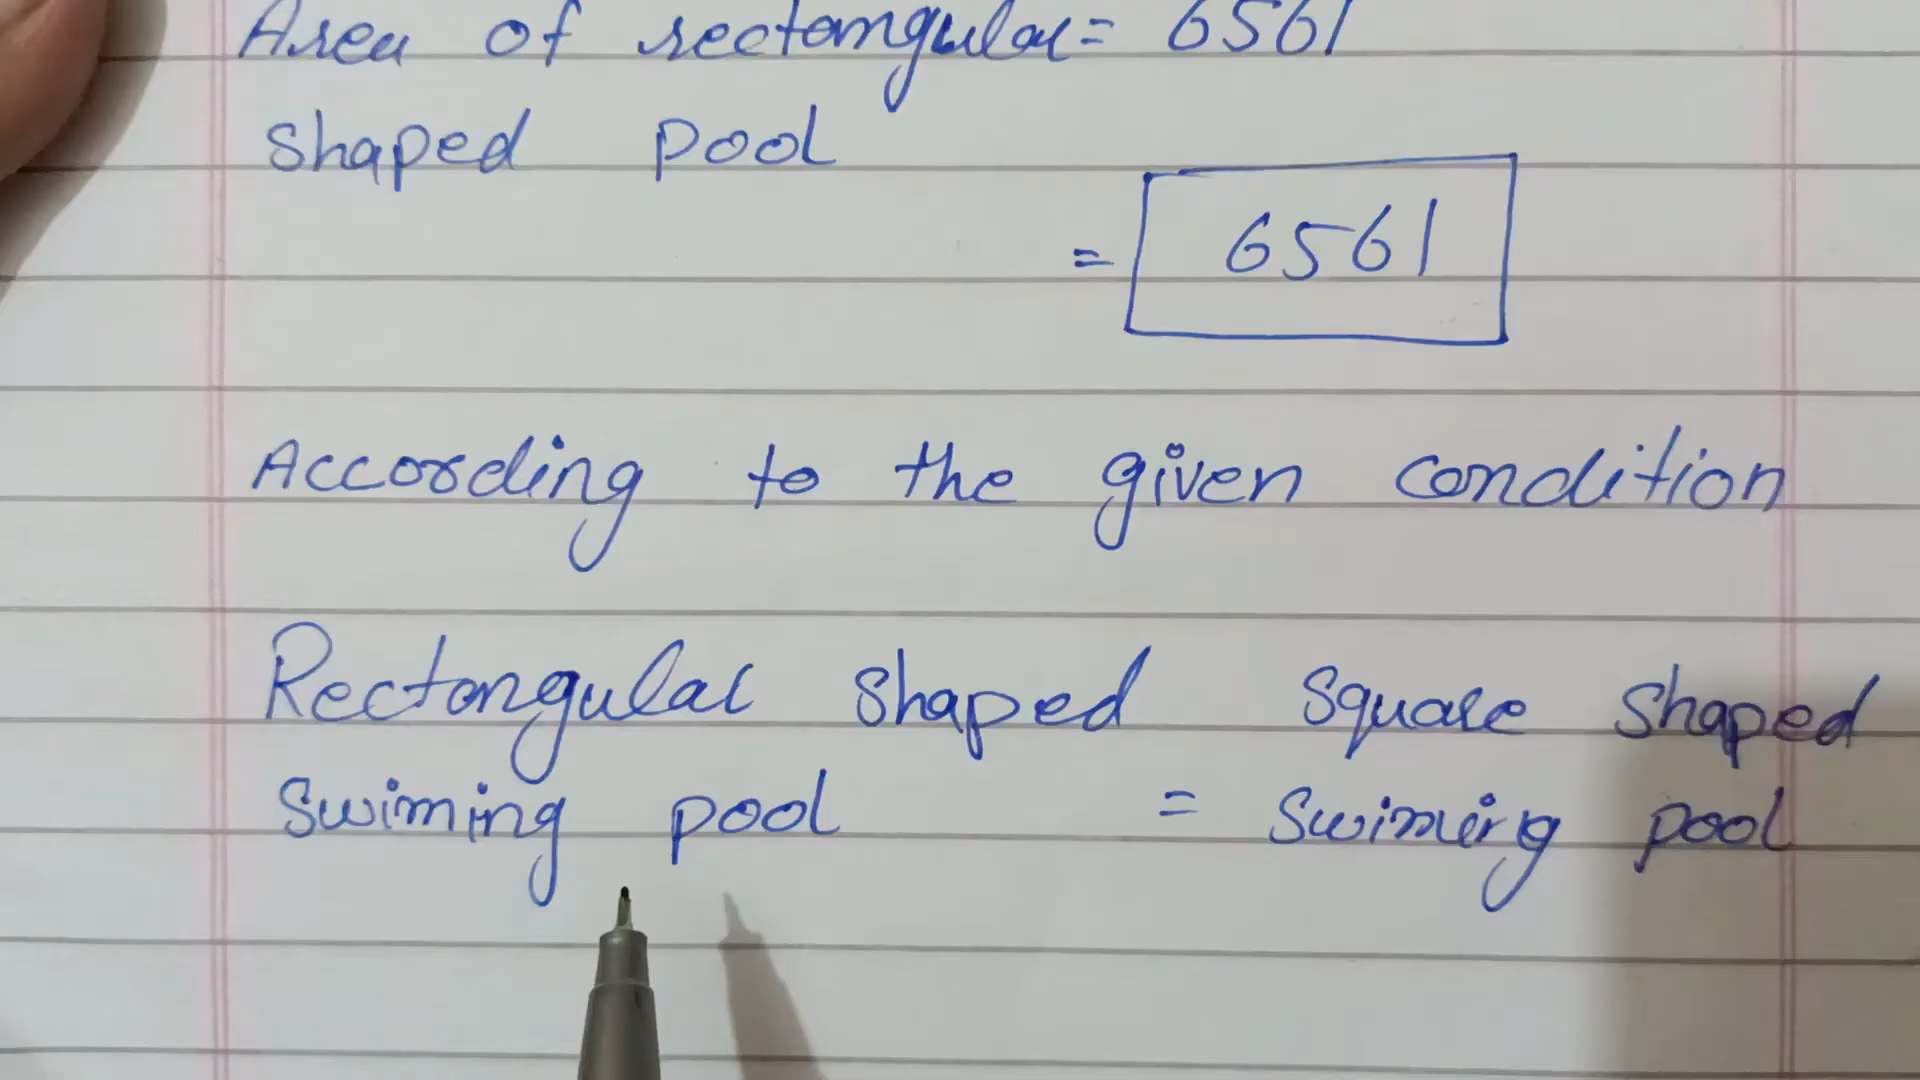 Area of rectangular = 6561
shaped pool
= 6561
According to the given condition
Rectangular shaped Square shaped
Swiming pool = Swiming pool